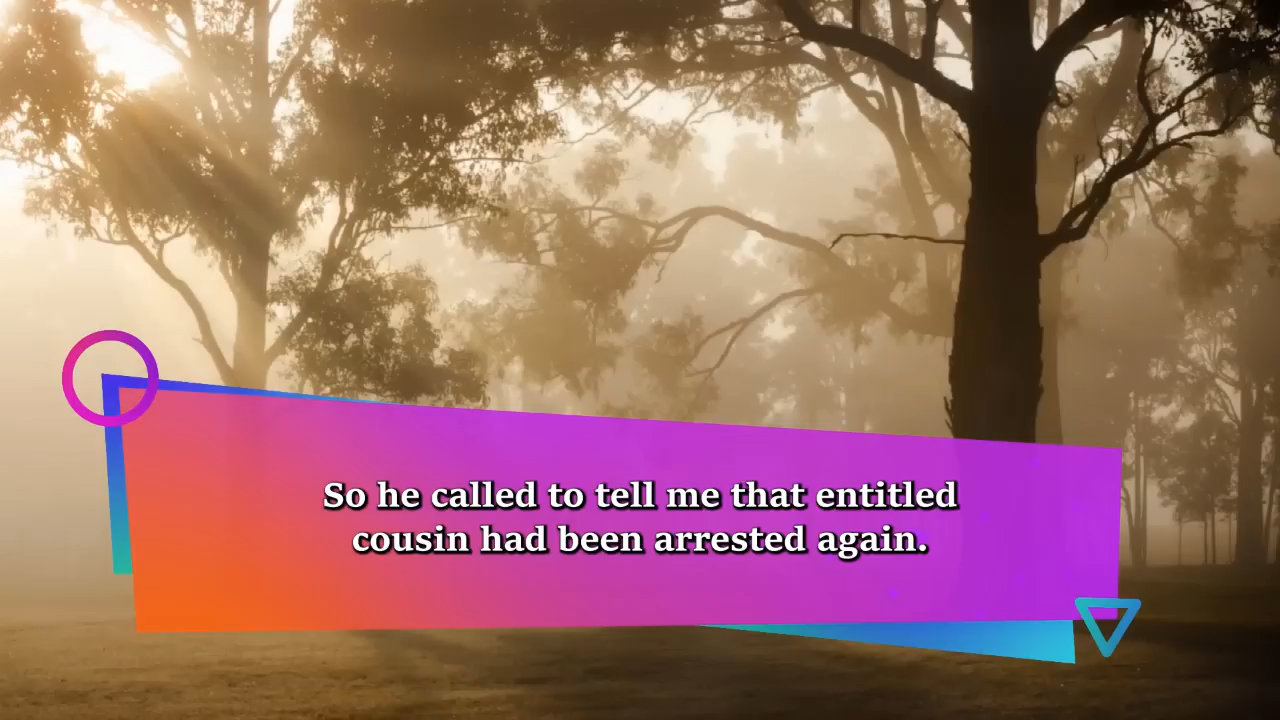 So he called to tell me that entitled
cousin had been arrested again.